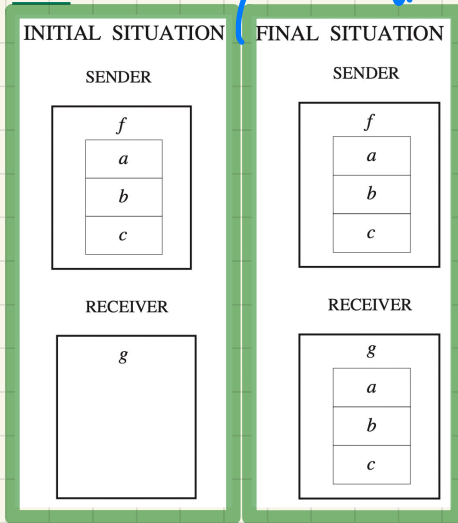 INITIAL SITUATION
SENDER
f
a
b
c
RECEIVER
g
FINAL SITUATION
SENDER
f
a
b
c
RECEIVER
g
a
b
c